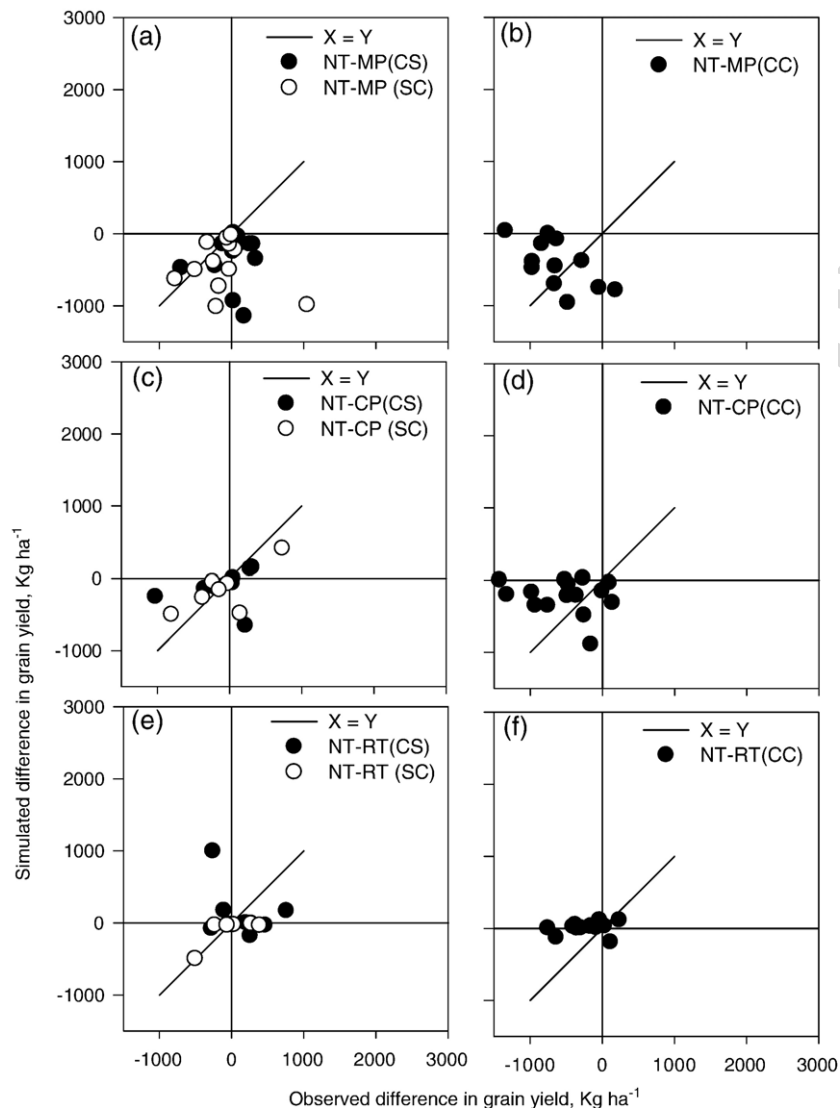 (a)
X = Y
NT-MP(CS)
NT-MP (SC)
3000
2000
1000
0
-1000
(b)
X = Y
NT-MP(CC)
(c)
X = Y
NT-CP(CS)
NT-CP (SC)
3000
2000
1000
0
-1000
(d)
X = Y
NT-CP(CC)
(e)
X = Y
NT-RT(CS)
NT-RT (SC)
3000
2000
1000
0
-1000
-1000 0 1000 2000 3000
(f)
X = Y
NT-RT(CC)
-1000 0 1000 2000 3000
Simulated difference in grain yield, Kg ha-1
Observed difference in grain yield, Kg ha-1